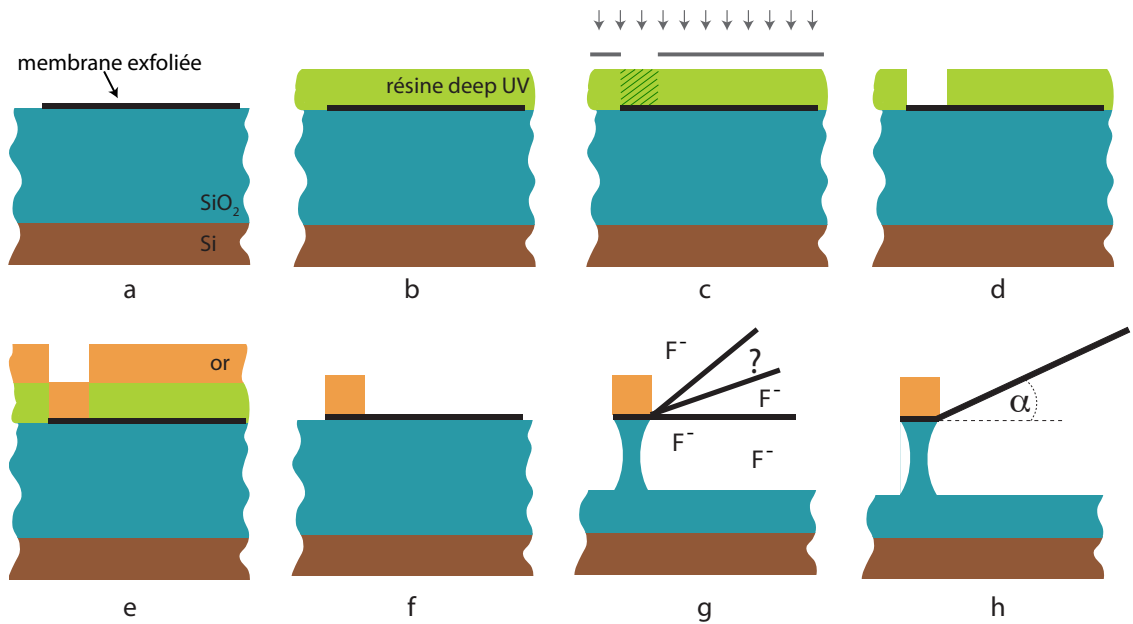 membrane exfoliée
SiO2
Si
a
résine deep UV
b
c
d
or
e
f
F-
?
F-
F-
F-
g
α
h